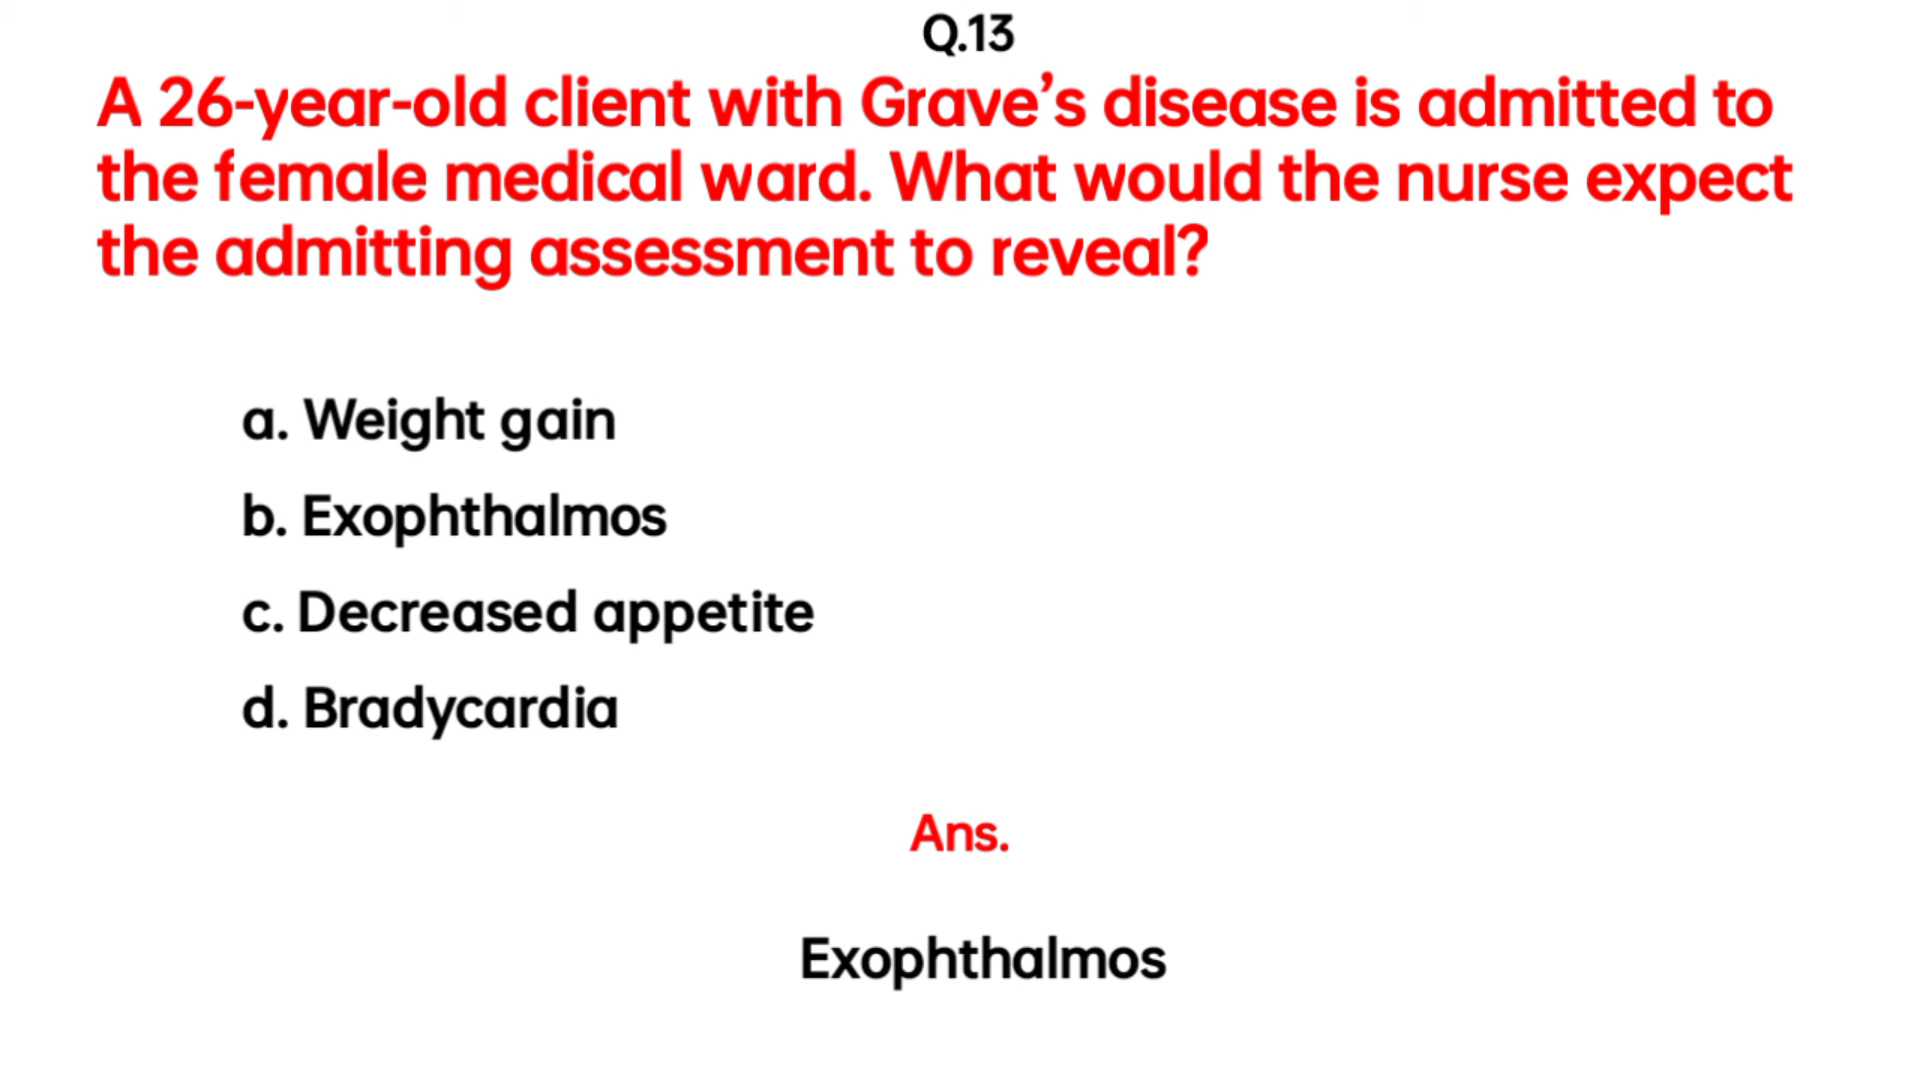 Q.13
A 26-year-old client with Grave’s disease is admitted to
the female medical ward. What would the nurse expect
the admitting assessment to reveal?
a. Weight gain
b. Exophthalmos
c. Decreased appetite
d. Bradycardia
Ans.
Exophthalmos